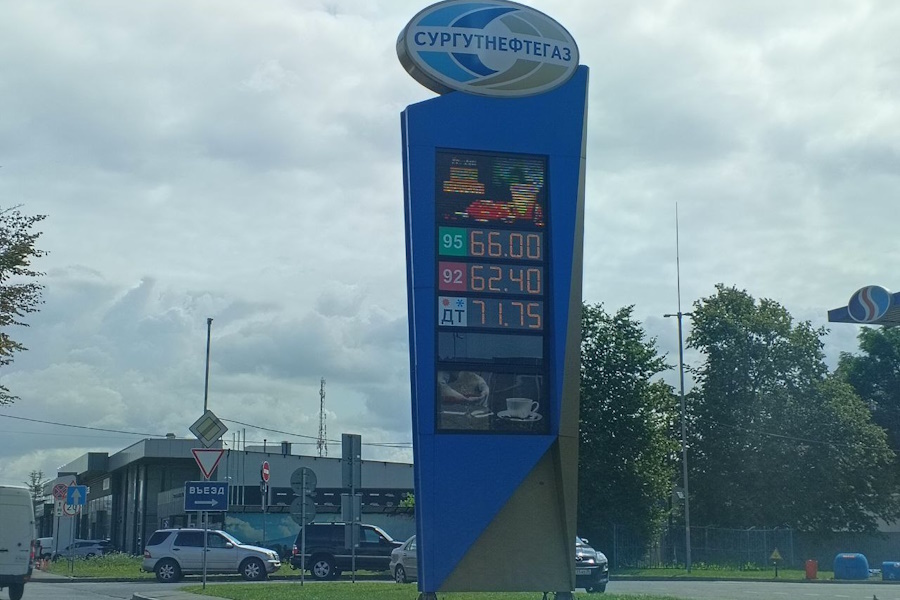 СУРГУТНЕФТЕГАЗ
95 66.00
92 62.40
ДТ 71.75
ВЪЕЗД